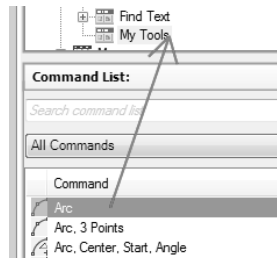 Find Text
My Tools
Command List:
Search command list
All Commands
Command
Arc
Arc, 3 Points
Arc, Center, Start, Angle